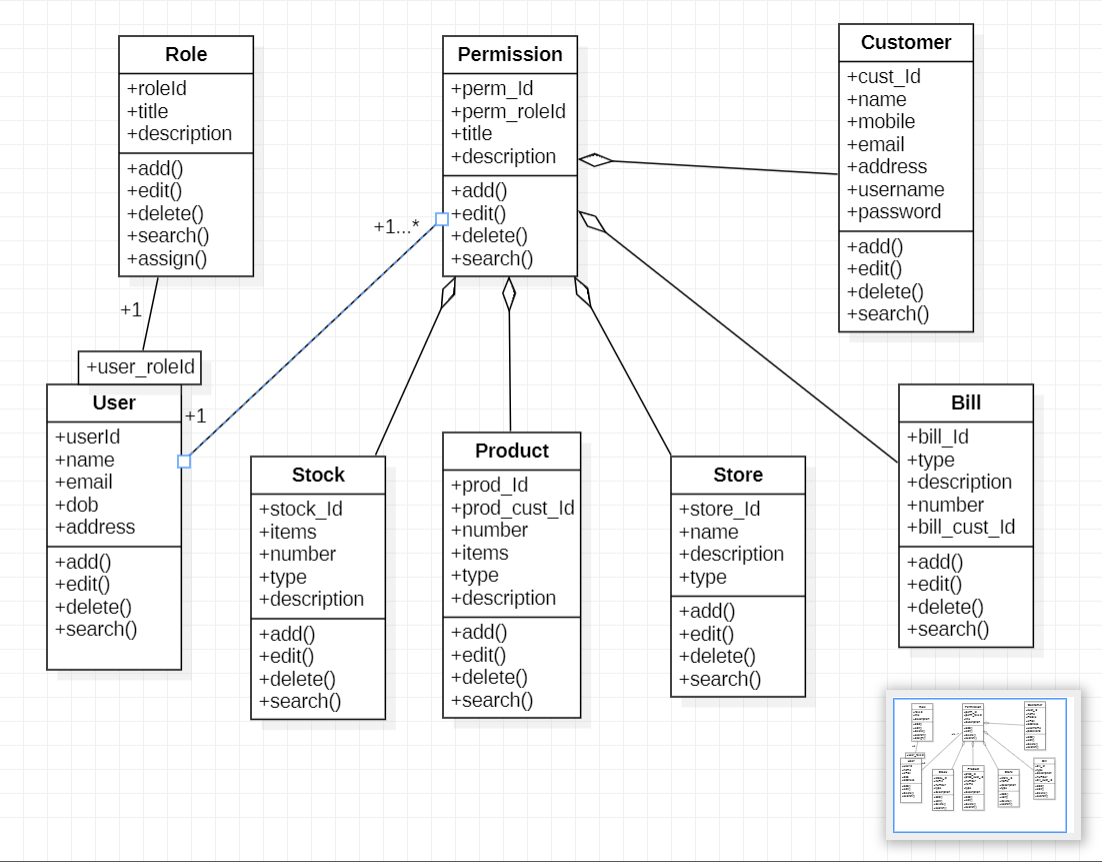 Role
+roleId
+title
+description
+add()
+edit()
+delete()
+search()
+assign()
+1
+user_roleId
User
+userId
+name
+email
+dob
+address
+add()
+edit()
+delete()
+search()
+1
+1...*
Permission
+perm_Id
+perm_roleId
+title
+description
+add()
+edit()
+delete()
+search()
Customer
+cust_Id
+name
+mobile
+email
+address
+username
+password
+add()
+edit()
+delete()
+search()
Stock
+stock_Id
+items
+number
+type
+description
+add()
+edit()
+delete()
+search()
Product
+prod_Id
+prod_cust_Id
+number
+items
+type
+description
+add()
+edit()
+delete()
+search()
Store
+store_Id
+name
+description
+type
+add()
+edit()
+delete()
+search()
Bill
+bill_Id
+type
+description
+number
+bill_cust_Id
+add()
+edit()
+delete()
+search()